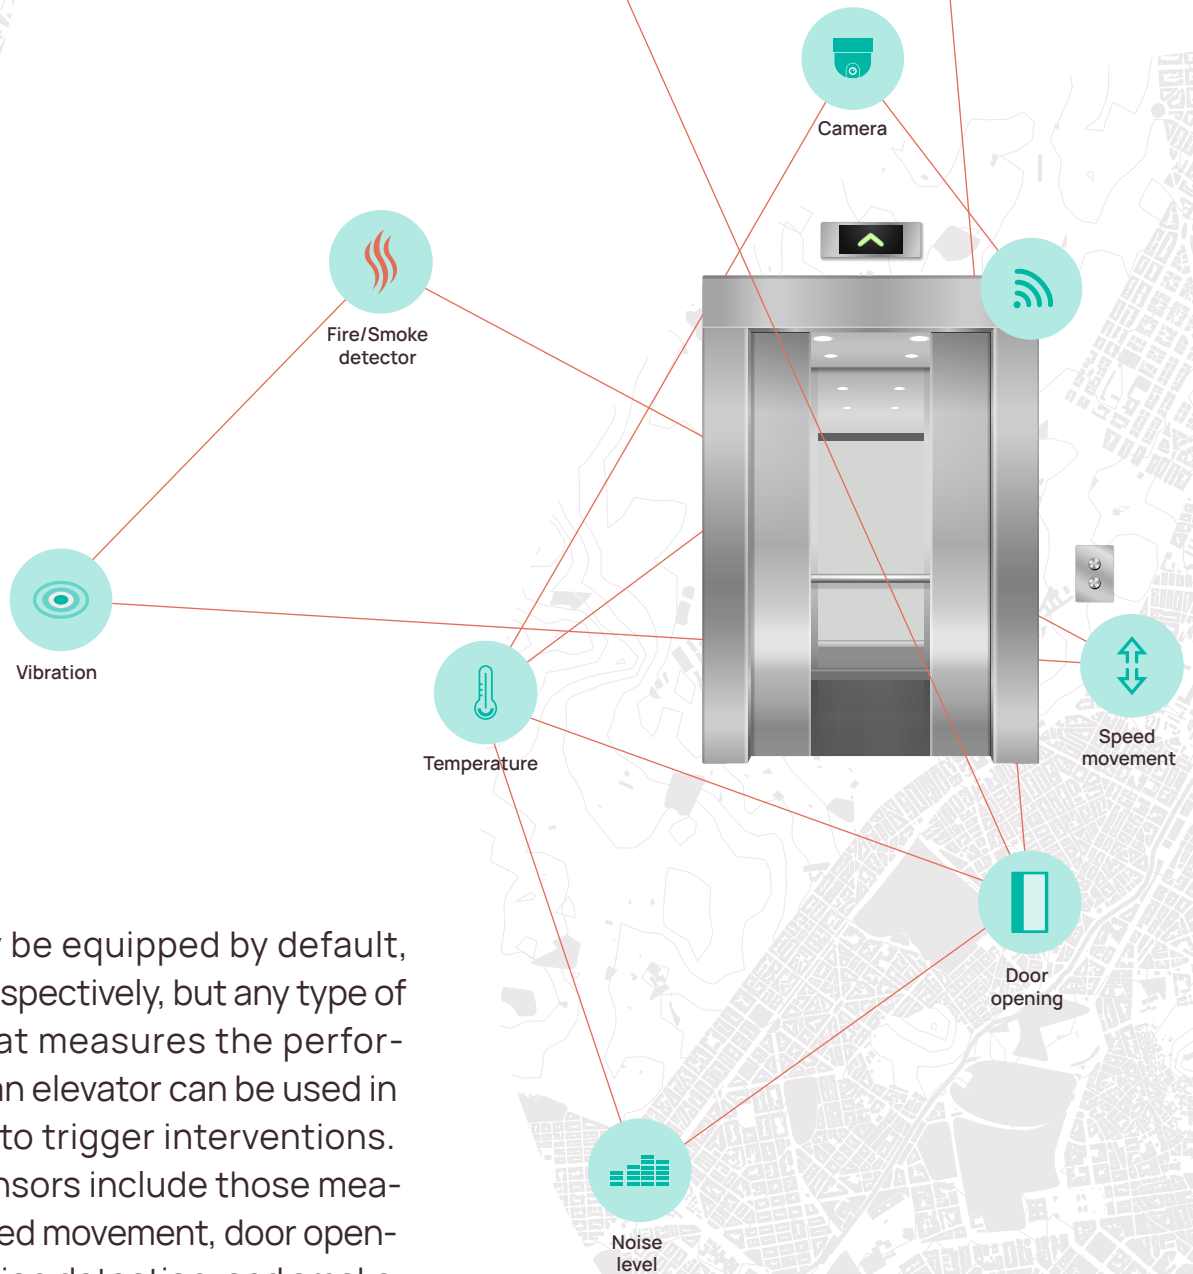 Camera
Fire/Smoke
detector
Vibration
Temperature
Speed
movement
Door
opening
Noise
level
be equipped by default,
spectively, but any type of
at measures the perfor-
an elevator can be used in
to trigger interventions.
nsors include those mea-
ed movement, door open-